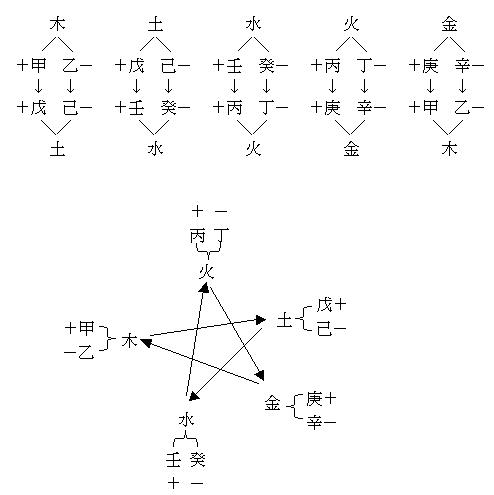 木 土 水 火 金
＋甲 乙－ ＋戊 己－ ＋壬 癸－ ＋丙 丁－ ＋庚 辛－
＋戊 己－ ＋壬 癸－ ＋丙 丁－ ＋庚 辛－ ＋甲 乙－
土 水 火 金 木
＋ －
丙 丁
火
土
戊＋
己－
＋甲
－乙
木
金
庚＋
辛－
水
壬 癸
＋ －